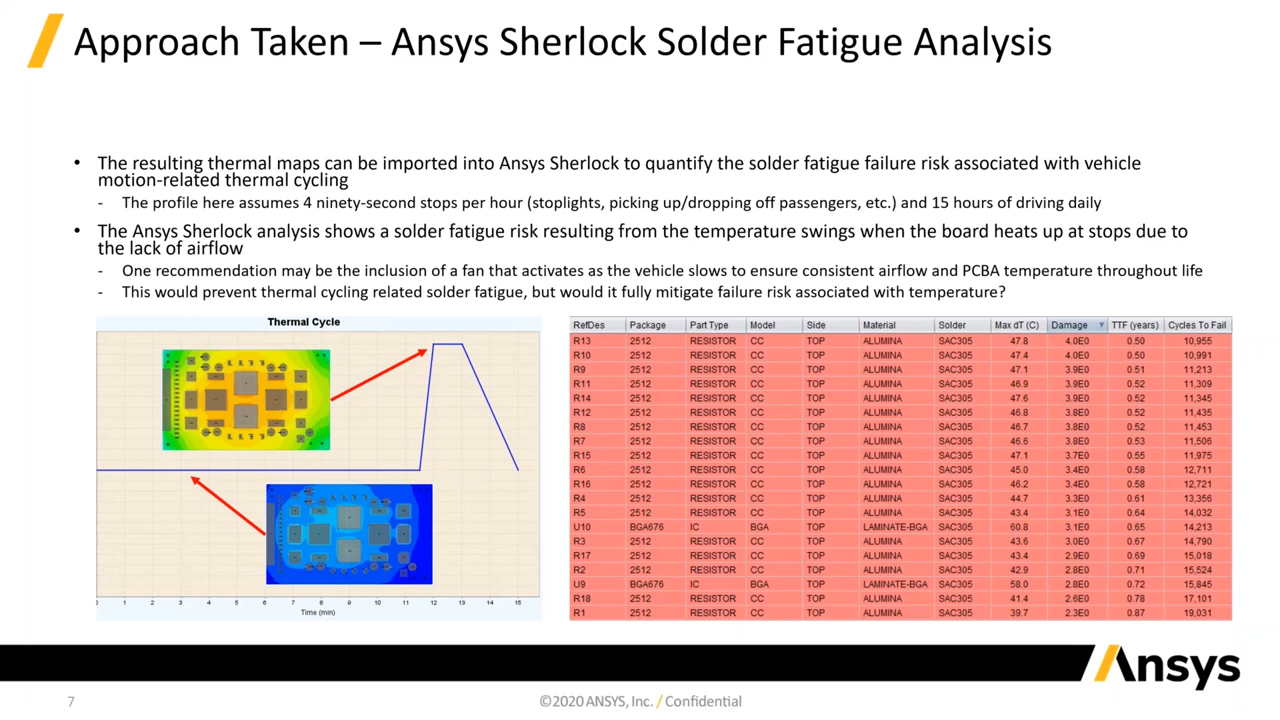 Approach Taken – Ansys Sherlock Solder Fatigue Analysis
• The resulting thermal maps can be imported into Ansys Sherlock to quantify the solder fatigue failure risk associated with vehicle
motion-related thermal cycling
- The profile here assumes 4 ninety-second stops per hour (stoplights, picking up/dropping off passengers, etc.) and 15 hours of driving daily
• The Ansys Sherlock analysis shows a solder fatigue risk resulting from the temperature swings when the board heats up at stops due to
the lack of airflow
- One recommendation may be the inclusion of a fan that activates as the vehicle slows to ensure consistent airflow and PCBA temperature throughout life
- This would prevent thermal cycling related solder fatigue, but would it fully mitigate failure risk associated with temperature?
Thermal Cycle
1 2 3 4 5 6 7 8 9 10 11 12 13 14 15
Time (min)
RefDes Package Part Type Model Side Material Solder Max dT (C) Damage TTF (years) Cycles To Fail
R13 2512 RESISTOR CC TOP ALUMINA SAC305 47.8 4.0E0 0.50 10,955
R10 2512 RESISTOR CC TOP ALUMINA SAC305 47.4 4.0E0 0.50 10,991
R9 2512 RESISTOR CC TOP ALUMINA SAC305 47.1 3.9E0 0.51 11,213
R11 2512 RESISTOR CC TOP ALUMINA SAC305 46.9 3.9E0 0.52 11,309
R14 2512 RESISTOR CC TOP ALUMINA SAC305 47.6 3.9E0 0.52 11,345
R12 2512 RESISTOR CC TOP ALUMINA SAC305 46.8 3.8E0 0.52 11,435
R8 2512 RESISTOR CC TOP ALUMINA SAC305 46.7 3.8E0 0.52 11,453
R7 2512 RESISTOR CC TOP ALUMINA SAC305 46.6 3.8E0 0.53 11,506
R15 2512 RESISTOR CC TOP ALUMINA SAC305 47.1 3.7E0 0.55 11,975
R6 2512 RESISTOR CC TOP ALUMINA SAC305 45.0 3.4E0 0.58 12,711
R16 2512 RESISTOR CC TOP ALUMINA SAC305 46.2 3.4E0 0.58 12,721
R4 2512 RESISTOR CC TOP ALUMINA SAC305 44.7 3.3E0 0.61 13,356
R5 2512 RESISTOR CC TOP ALUMINA SAC305 43.4 3.1E0 0.64 14,032
U10 BGA676 IC BGA TOP LAMINATE-BGA SAC305 60.8 3.1E0 0.65 14,213
R3 2512 RESISTOR CC TOP ALUMINA SAC305 43.6 3.0E0 0.67 14,790
R17 2512 RESISTOR CC TOP ALUMINA SAC305 43.4 2.9E0 0.69 15,018
R2 2512 RESISTOR CC TOP ALUMINA SAC305 42.9 2.8E0 0.71 15,524
U9 BGA676 IC BGA TOP LAMINATE-BGA SAC305 58.0 2.8E0 0.72 15,845
R18 2512 RESISTOR CC TOP ALUMINA SAC305 41.4 2.6E0 0.78 17,101
R1 2512 RESISTOR CC TOP ALUMINA SAC305 39.7 2.3E0 0.87 19,031
Ansys
7
©2020 ANSYS, Inc. / Confidential